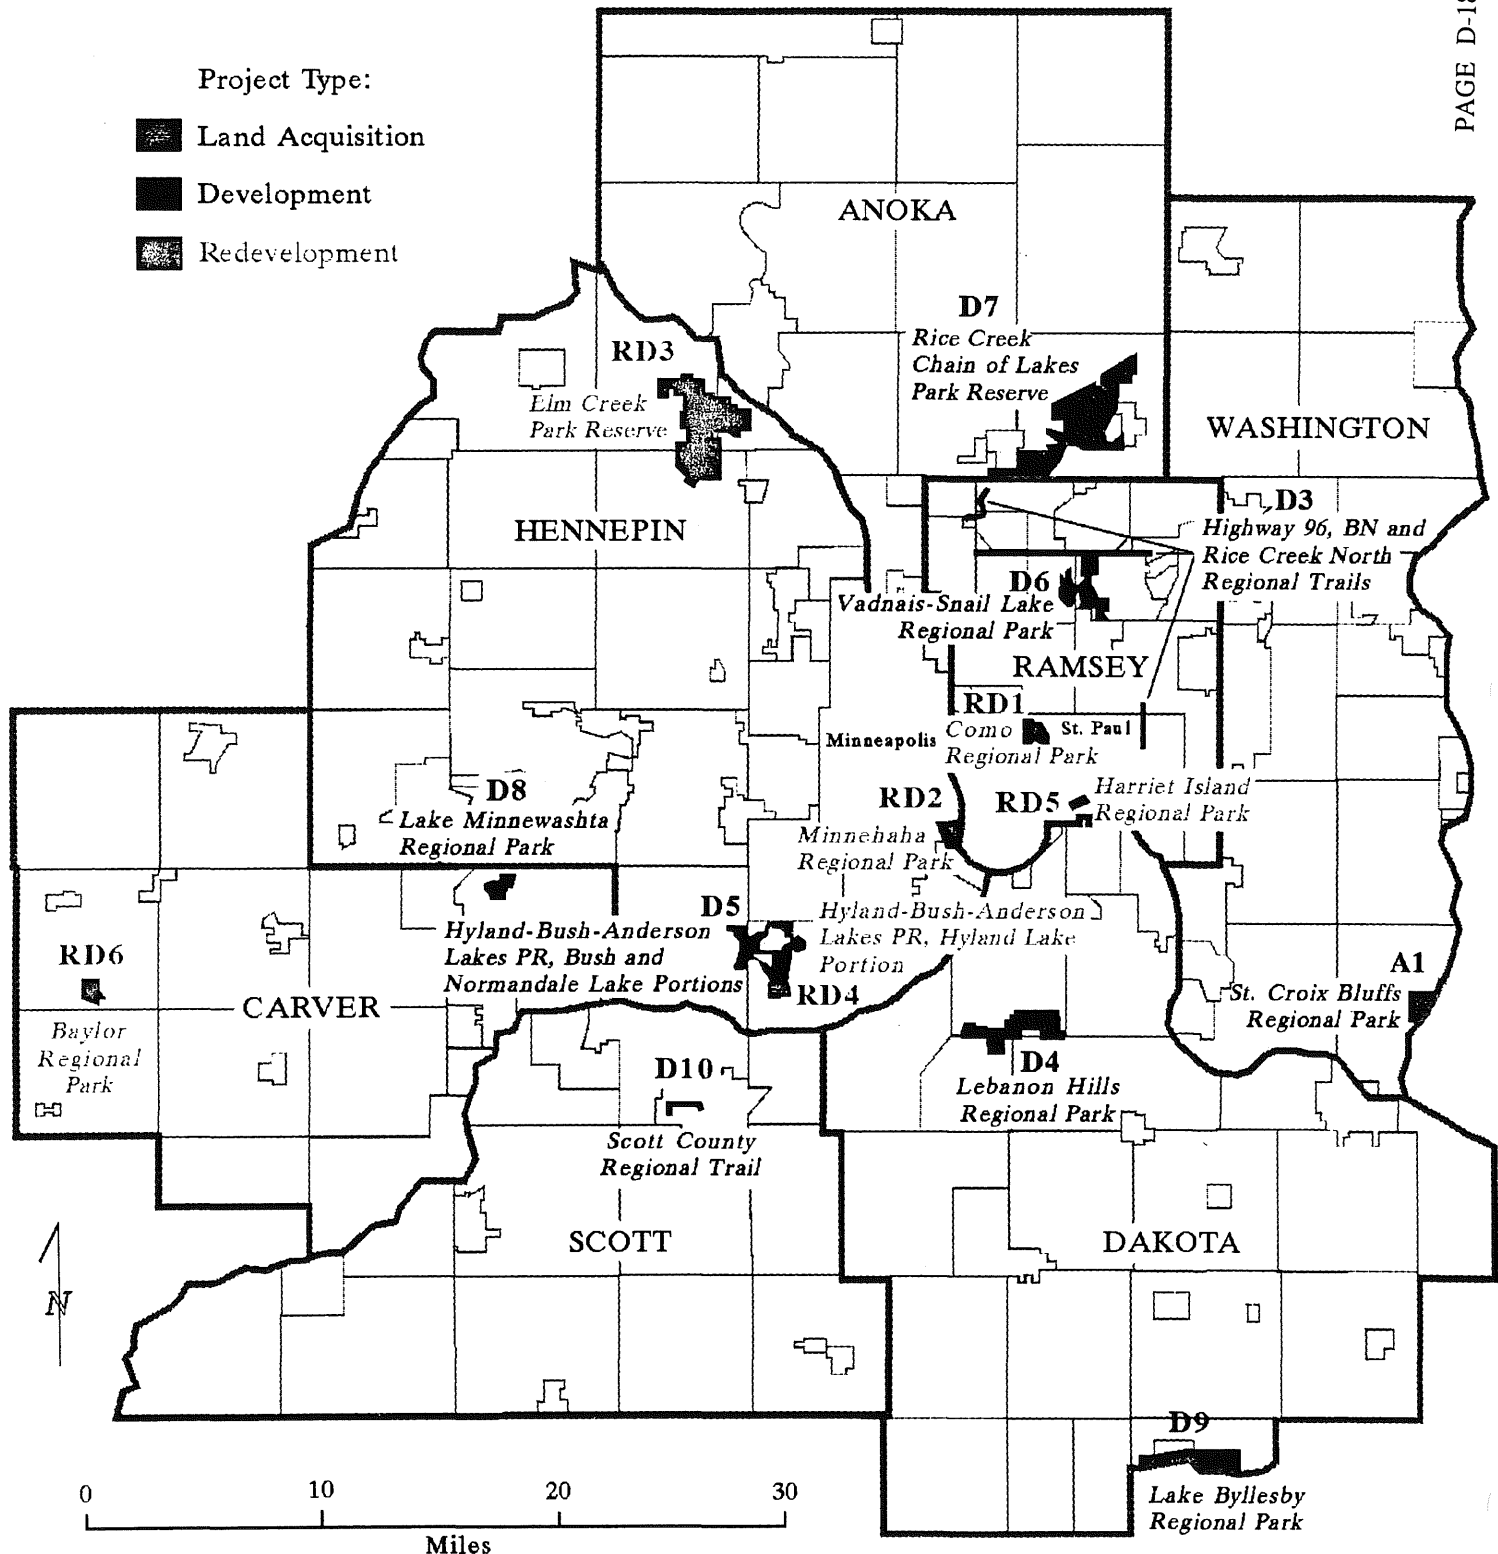 PAGE D-18
Project Type:
Land Acquisition
Development
Redevelopment
ANOKA
D7
Rice Creek
Chain of Lakes
Park Reserve
RD3
Elm Creek
Park Reserve
WASHINGTON
HENNEPIN
D3
Highway 96, BN and
Rice Creek North
Regional Trails
D6
Vadnais-Snail Lake
Regional Park
RAMSEY
RD1
Como
Regional Park
St. Paul
Minneapolis
D8
Lake Minnewashta
Regional Park
RD2
Minnehaha
Regional Park
RD5
Harriet Island
Regional Park
D5
Hyland-Bush-Anderson
Lakes PR, Bush and
Normandale Lake Portions
Hyland-Bush-Anderson
Lakes PR, Hyland Lake
Portion
RD4
RD6
Baylor
Regional
Park
CARVER
A1
St. Croix Bluffs
Regional Park
D10
Scott County
Regional Trail
D4
Lebanon Hills
Regional Park
SCOTT
DAKOTA
N
D9
Lake Byllesby
Regional Park
0 10 20 30
Miles